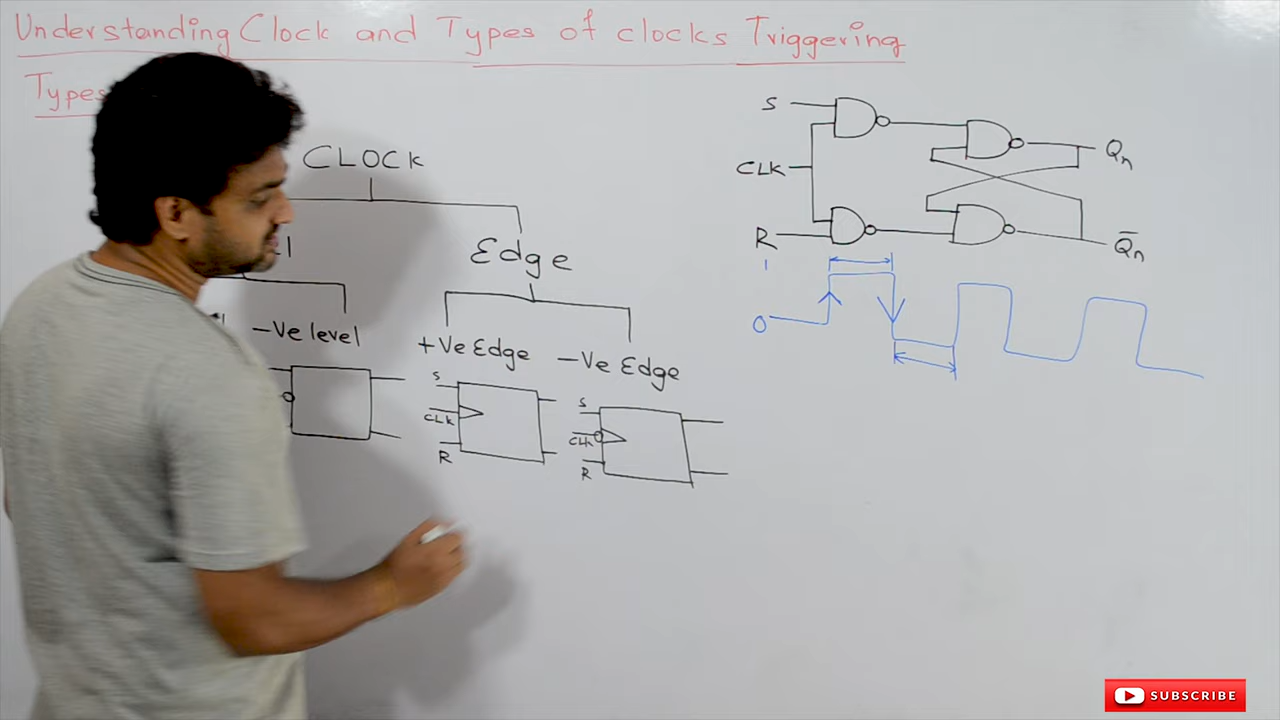 Understanding Clock and Types of clocks Triggering
Types
CLOCK
Edge
-Ve level
+Ve Edge
-Ve Edge
S
CLK
R
S
CLK
R
S
CLK
R
Qn
Q̄n
1
0
SUBSCRIBE